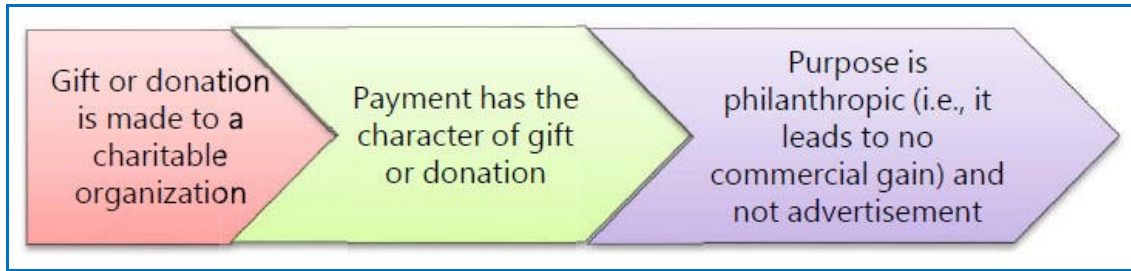 Gift or donation
is made to a
charitable
organization
Payment has the
character of gift
or donation
Purpose is
philanthropic (i.e., it
leads to no
commercial gain) and
not advertisement